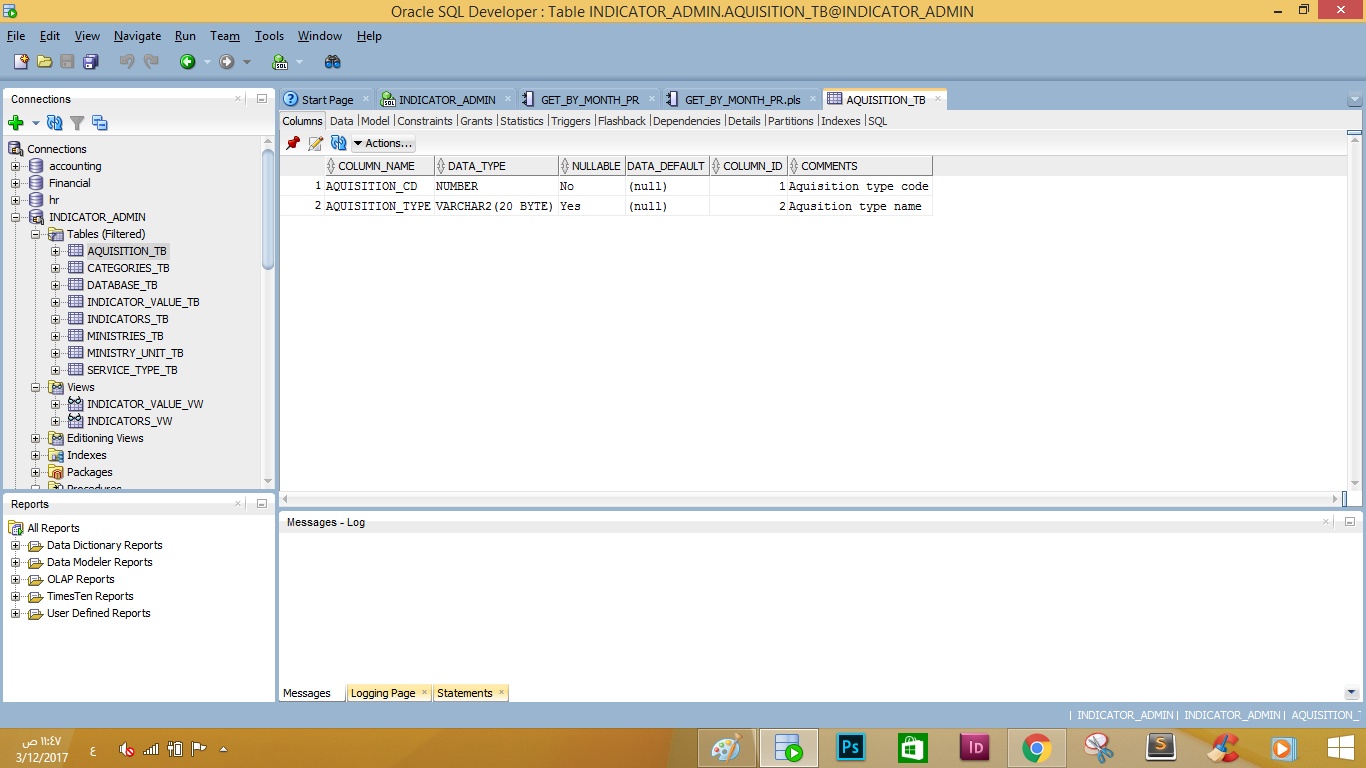 Oracle SQL Developer : Table INDICATOR_ADMIN.AQUISITION_TB@INDICATOR_ADMIN
File Edit View Navigate Run Team Tools Window Help
Connections
Connections
accounting
Financial
hr
INDICATOR_ADMIN
Tables (Filtered)
AQUISITION_TB
CATEGORIES_TB
DATABASE_TB
INDICATOR_VALUE_TB
INDICATORS_TB
MINISTRIES_TB
MINISTRY_UNIT_TB
SERVICE_TYPE_TB
Views
INDICATOR_VALUE_VW
INDICATORS_VW
Editioning Views
Indexes
Packages
Procedures
Reports
All Reports
Data Dictionary Reports
Data Modeler Reports
OLAP Reports
TimesTen Reports
User Defined Reports
Start Page INDICATOR_ADMIN GET_BY_MONTH_PR GET_BY_MONTH_PR.pls AQUISITION_TB
Columns Data |Model |Constraints |Grants |Statistics |Triggers |Flashback |Dependencies |Details |Partitions |Indexes |SQL
Actions...
COLUMN_NAME DATA_TYPE NULLABLE DATA_DEFAULT COLUMN_ID COMMENTS
1 AQUISITION_CD NUMBER No (null) 1 Aquisition type code
2 AQUISITION_TYPE VARCHAR2(20 BYTE) Yes (null) 2 Aqusition type name
Messages - Log
Messages Logging Page Statements
| INDICATOR_ADMIN | INDICATOR_ADMIN | AQUISITION_
١١:٤٧ ص
3/12/2017
ع
Ps
Id
S